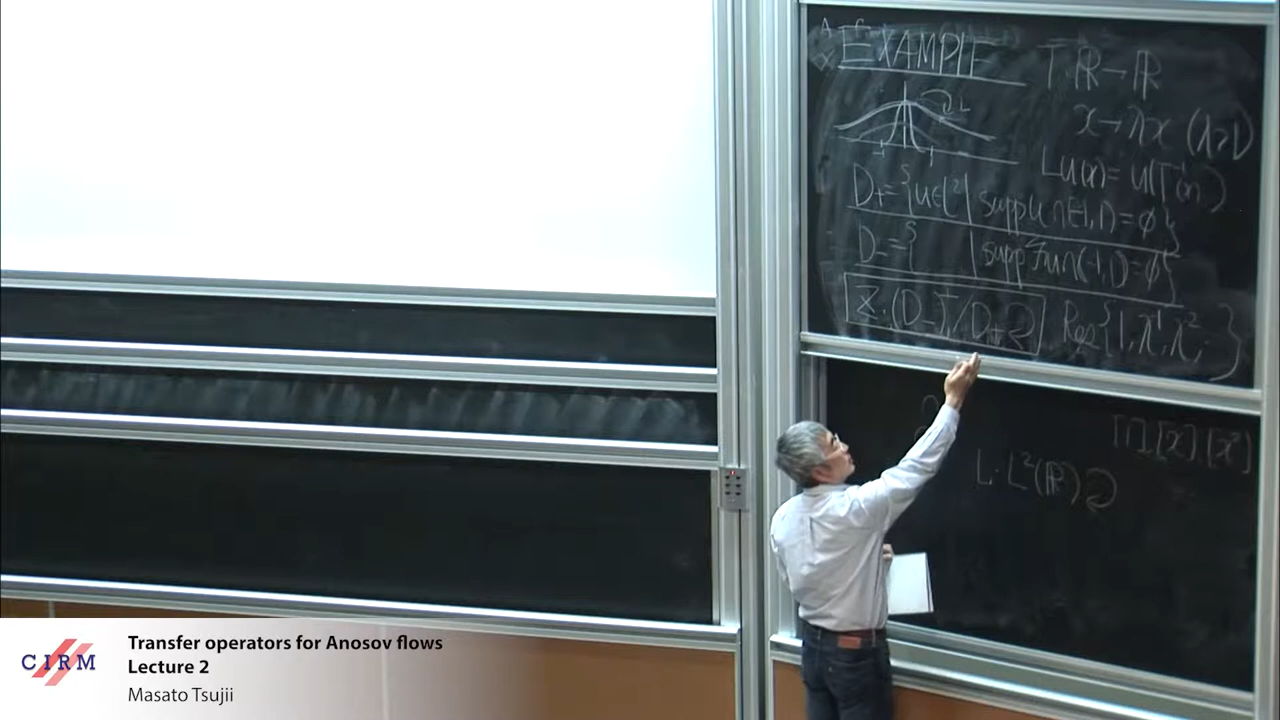 EXAMPLE
T: ℝ→ℝ
x→λx (λ>1)
L
Lu(x)= u(T⁻¹(x))
D₊={u∈L²| supp u∩(-1,1)=∅}
D₋={ | supp Fu∩(-1,1)=∅}
(D₋)⊥/D₊ Res{1,λ⁻¹,λ⁻²,
[1],[x][x²]
L: L²(ℝ)
CIRM
Transfer operators for Anosov flows
Lecture 2
Masato Tsujii